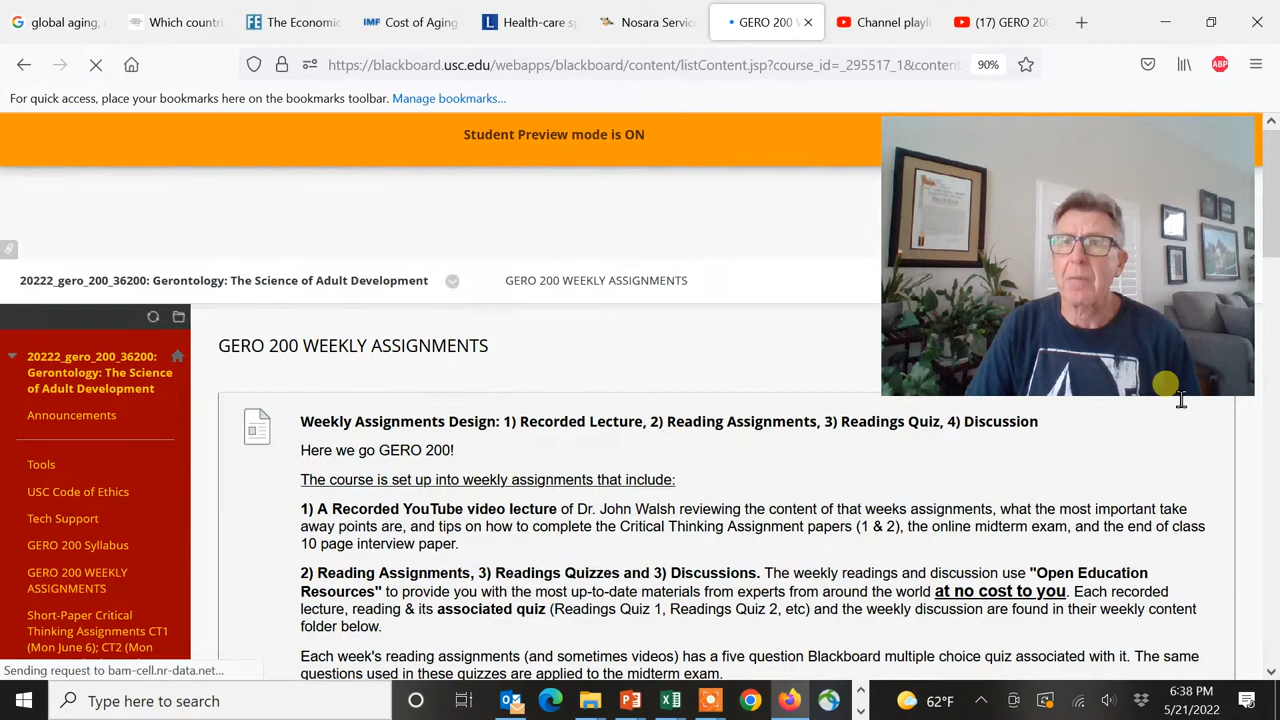 global aging,
Which countri
FE The Economic
IMF Cost of Aging
L Health-care sp
Nosara Servic
GERO 200 W
Channel playli
(17) GERO 200
https://blackboard.usc.edu/webapps/blackboard/content/listContent.jsp?course_id=_295517_1&content
90%
ABP
For quick access, place your bookmarks here on the bookmarks toolbar. Manage bookmarks...
Student Preview mode is ON
20222_gero_200_36200: Gerontology: The Science of Adult Development
GERO 200 WEEKLY ASSIGNMENTS
20222_gero_200_36200:
Gerontology: The Science
of Adult Development
Announcements
Tools
USC Code of Ethics
Tech Support
GERO 200 Syllabus
GERO 200 WEEKLY
ASSIGNMENTS
Short-Paper Critical
Thinking Assignments CT1
(Mon June 6); CT2 (Mon
GERO 200 WEEKLY ASSIGNMENTS
Weekly Assignments Design: 1) Recorded Lecture, 2) Reading Assignments, 3) Readings Quiz, 4) Discussion
Here we go GERO 200!
The course is set up into weekly assignments that include:
1) A Recorded YouTube video lecture of Dr. John Walsh reviewing the content of that weeks assignments, what the most important take
away points are, and tips on how to complete the Critical Thinking Assignment papers (1 & 2), the online midterm exam, and the end of class
10 page interview paper.
2) Reading Assignments, 3) Readings Quizzes and 3) Discussions. The weekly readings and discussion use "Open Education
Resources" to provide you with the most up-to-date materials from experts from around the world at no cost to you. Each recorded
lecture, reading & its associated quiz (Readings Quiz 1, Readings Quiz 2, etc) and the weekly discussion are found in their weekly content
folder below.
Each week's reading assignments (and sometimes videos) has a five question Blackboard multiple choice quiz associated with it. The same
questions used in these quizzes are applied to the midterm exam.
Sending request to bam-cell.nr-data.net...
Type here to search
62°F
6:38 PM
5/21/2022